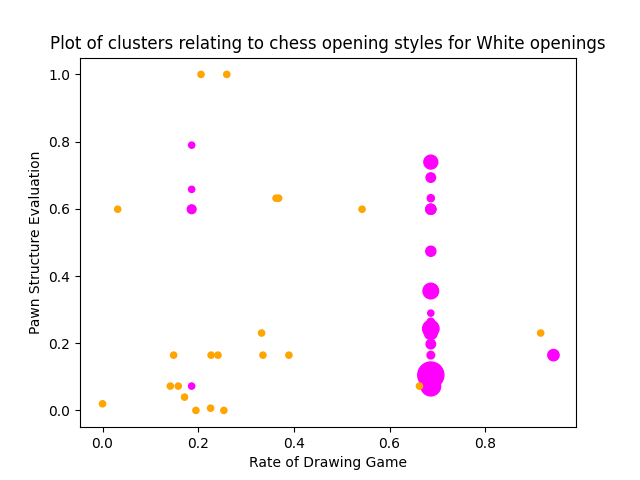 Plot of clusters relating to chess opening styles for White openings
1.0
0.8
0.6
0.4
0.2
0.0
Pawn Structure Evaluation
0.0 0.2 0.4 0.6 0.8
Rate of Drawing Game